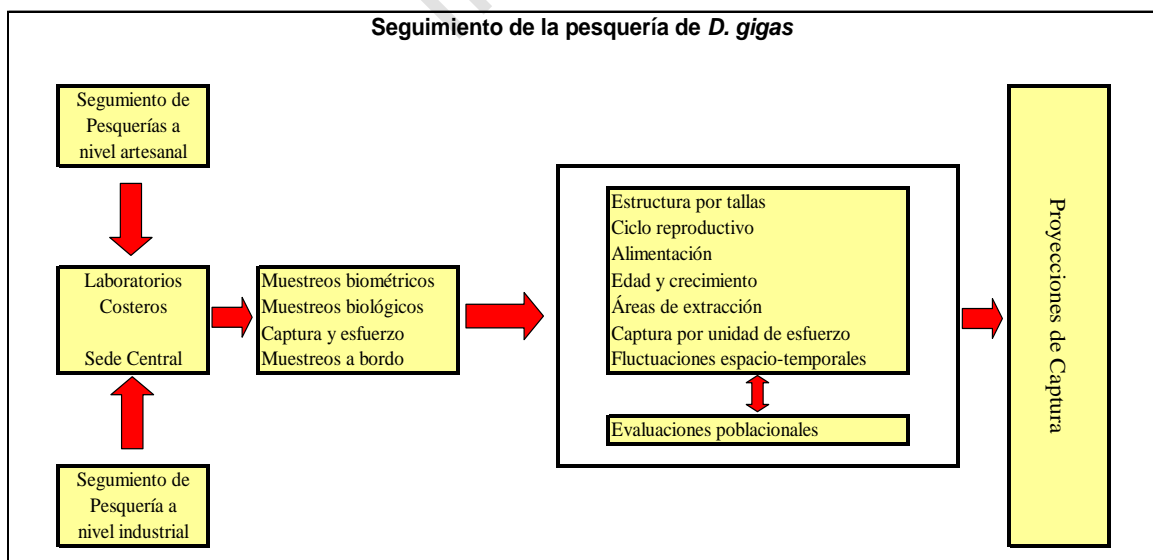 Seguimiento de la pesquería de D. gigas
Segumiento de
Pesquerías a
nivel artesanal
Laboratorios
Costeros
Sede Central
Segumiento de
Pesquería a
nivel industrial
Muestreos biométricos
Muestreos biológicos
Captura y esfuerzo
Muestreos a bordo
Estructura por tallas
Ciclo reproductivo
Alimentación
Edad y crecimiento
Áreas de extracción
Captura por unidad de esfuerzo
Fluctuaciones espacio-temporales
Evaluaciones poblacionales
Proyecciones de Captura